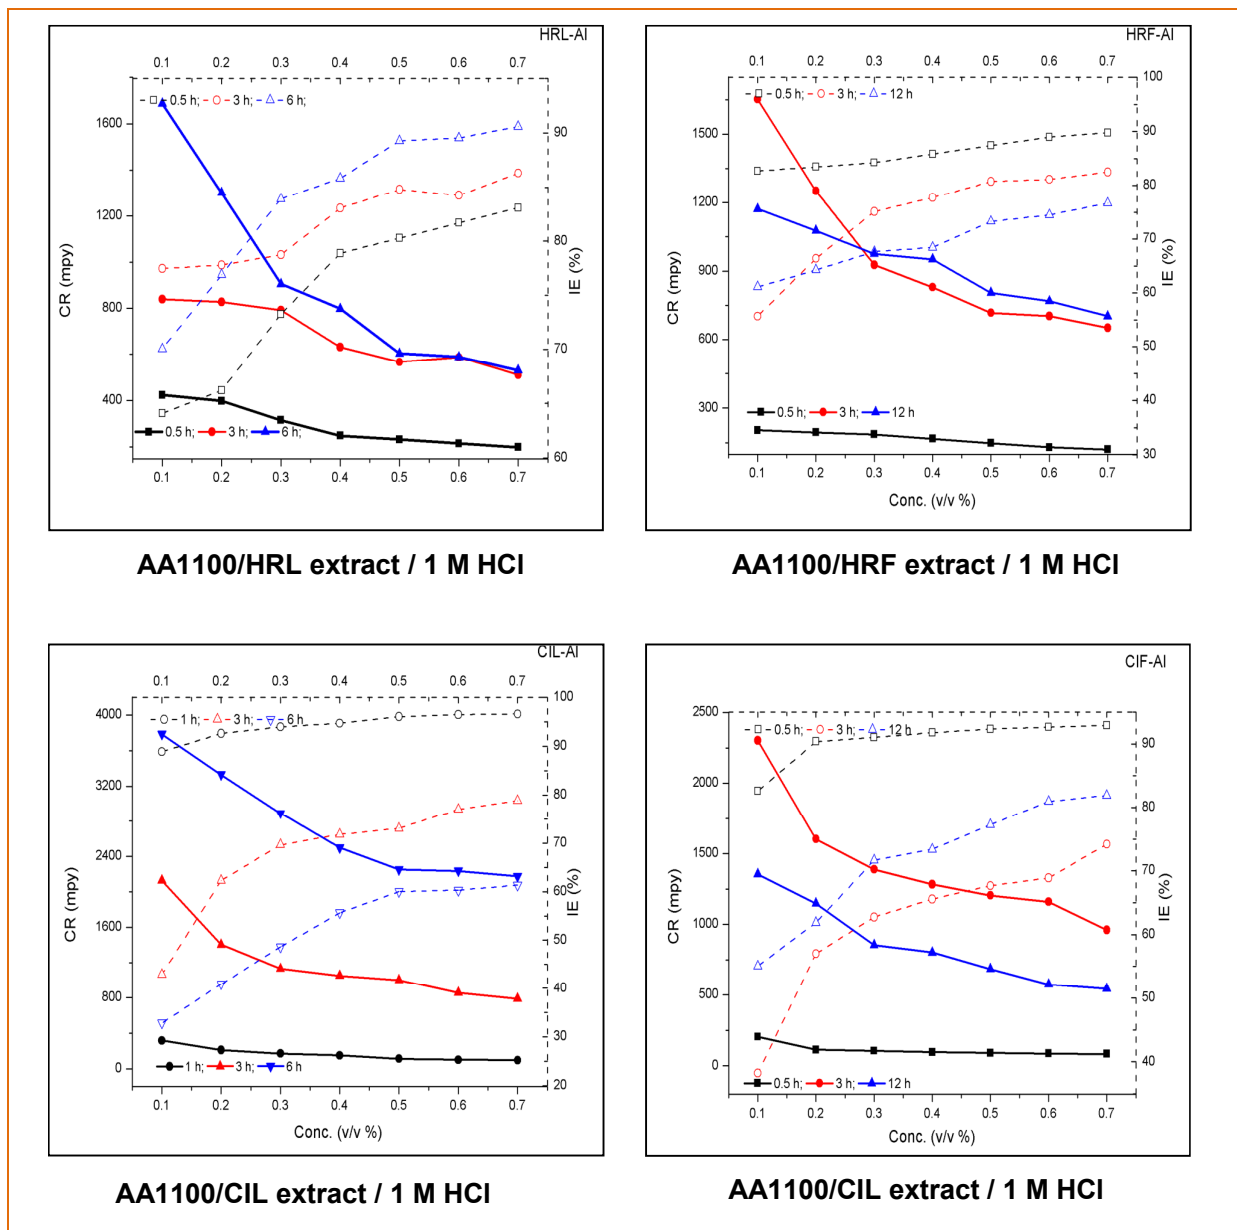 HRL-Al
0.1 0.2 0.3 0.4 0.5 0.6 0.7
0.5 h; 3 h; 6 h;
1600
1200
800
400
CR (mpy)
90
80
70
60
IE (%)
0.5 h; 3 h; 6 h;
0.1 0.2 0.3 0.4 0.5 0.6 0.7
AA1100/HRL extract / 1 M HCl
HRF-Al
0.1 0.2 0.3 0.4 0.5 0.6 0.7
0.5 h; 3 h; 12 h
1500
1200
900
600
300
CR (mpy)
100
90
80
70
60
50
40
30
IE (%)
0.5 h; 3 h; 12 h
0.1 0.2 0.3 0.4 0.5 0.6 0.7
Conc. (v/v %)
AA1100/HRF extract / 1 M HCl
CIL-Al
0.1 0.2 0.3 0.4 0.5 0.6 0.7
1 h; 3 h; 6 h
4000
3200
2400
1600
800
0
CR (mpy)
100
90
80
70
60
50
40
30
20
IE (%)
1 h; 3 h; 6 h
0.1 0.2 0.3 0.4 0.5 0.6 0.7
Conc. (v/v %)
AA1100/CIL extract / 1 M HCl
CIF-Al
0.5 h; 3 h; 12 h
2500
2000
1500
1000
500
0
CR (mpy)
90
80
70
60
50
40
IE (%)
0.5 h; 3 h; 12 h
0.1 0.2 0.3 0.4 0.5 0.6 0.7
Conc. (v/v %)
AA1100/CIL extract / 1 M HCl